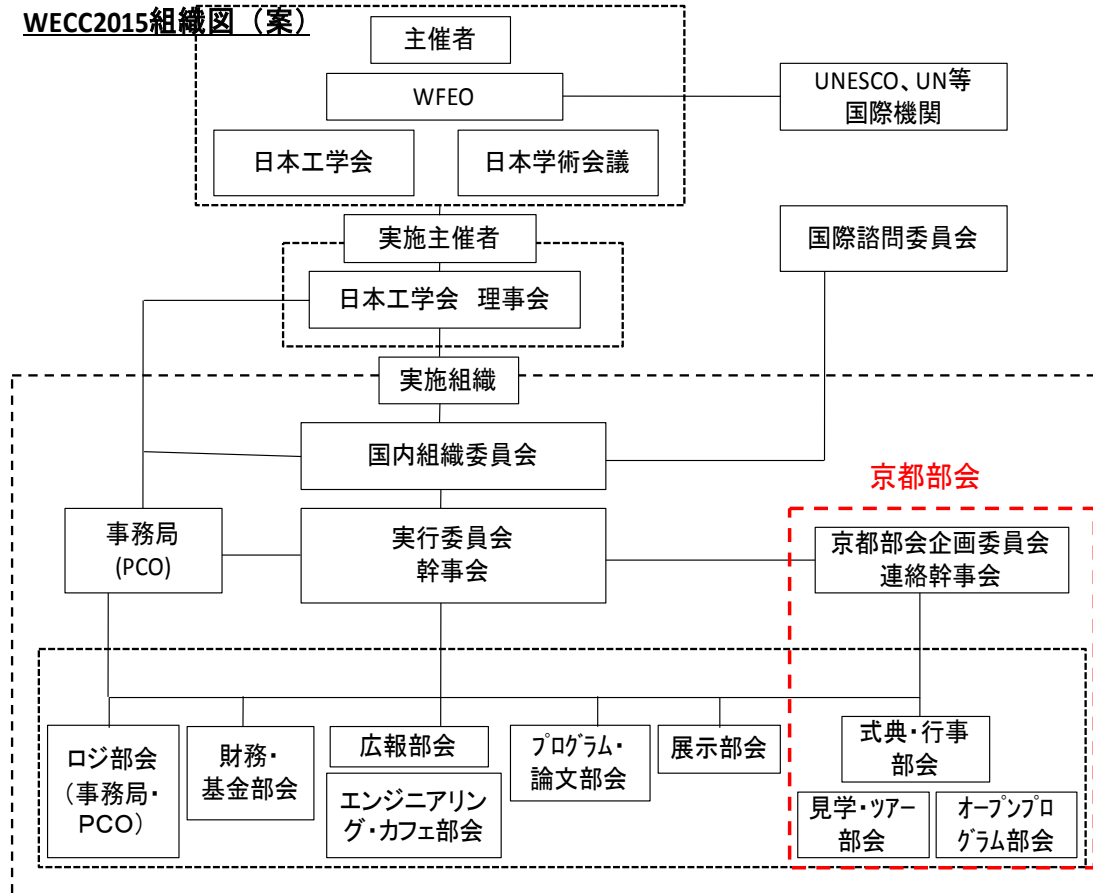 WECC2015組織図（案）
主催者
WFEO
UNESCO、UN等
国際機関
日本工学会
日本学術会議
実施主催者
国際諮問委員会
日本工学会　理事会
実施組織
国内組織委員会
京都部会
事務局
(PCO)
実行委員会
幹事会
京都部会企画委員会
連絡幹事会
ロジ部会
（事務局・
PCO）
財務・
基金部会
広報部会
エンジニアリン
グ・カフェ部会
プログラム・
論文部会
展示部会
式典・行事
部会
見学・ツアー
部会
オープンプロ
グラム部会